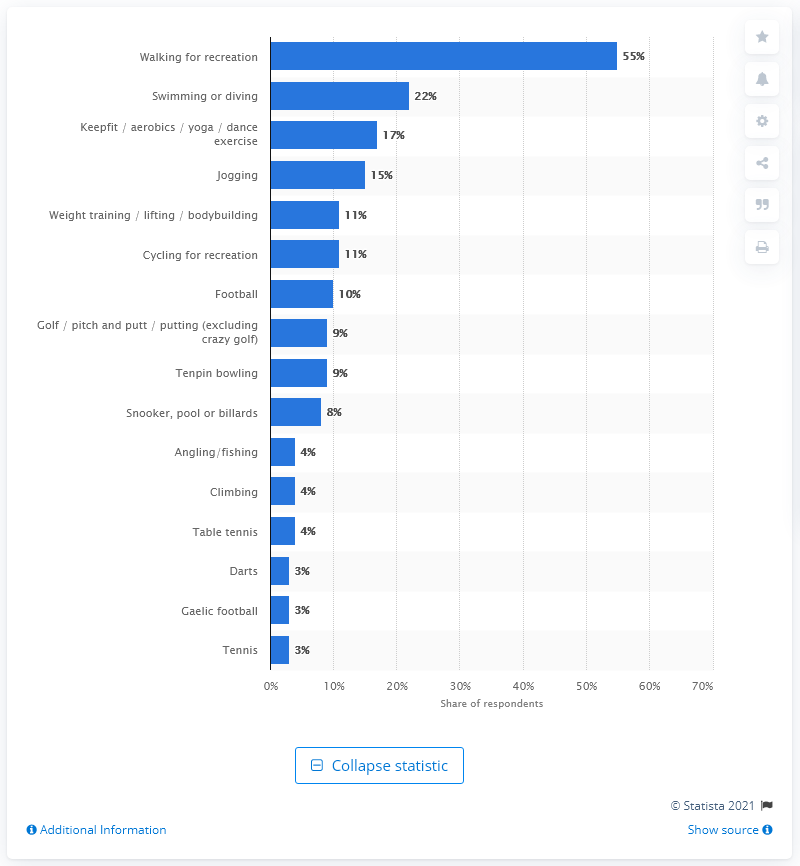 Walking for recreation 55%
Swimming or diving 22%
Keepfit / aerobics / yoga / dance
exercise 17%
Jogging 15%
Weight training / lifting / bodybuilding 11%
Cycling for recreation 11%
Football 10%
Golf / pitch and putt / putting (excluding
crazy golf) 9%
Tenpin bowling 9%
Snooker, pool or billards 8%
Angling/fishing 4%
Climbing 4%
Table tennis 4%
Darts 3%
Gaelic football 3%
Tennis 3%
0% 10% 20% 30% 40% 50% 60% 70%
Share of respondents
Collapse statistic
© Statista 2021
Additional Information Show source